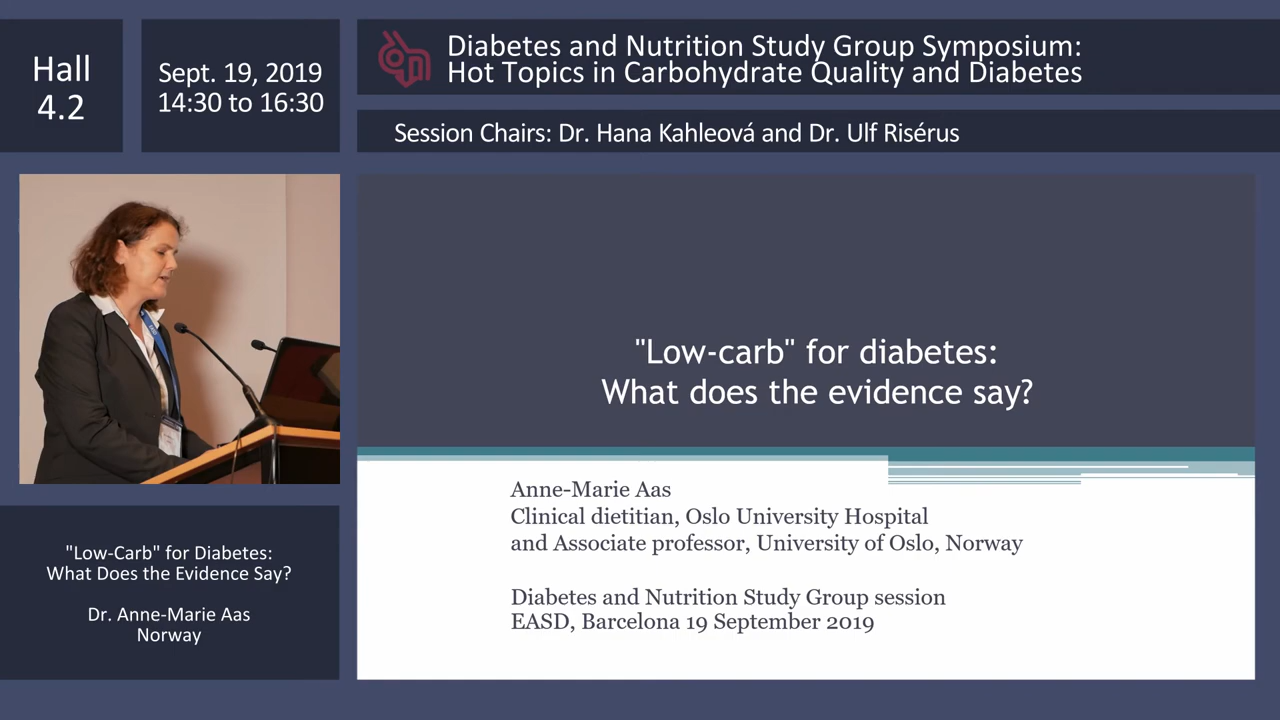 Hall
4.2
Sept. 19, 2019
14:30 to 16:30
Diabetes and Nutrition Study Group Symposium:
Hot Topics in Carbohydrate Quality and Diabetes
Session Chairs: Dr. Hana Kahleová and Dr. Ulf Risérus
"Low-carb" for diabetes:
What does the evidence say?
Anne-Marie Aas
Clinical dietitian, Oslo University Hospital
and Associate professor, University of Oslo, Norway
Diabetes and Nutrition Study Group session
EASD, Barcelona 19 September 2019
"Low-Carb" for Diabetes:
What Does the Evidence Say?
Dr. Anne-Marie Aas
Norway